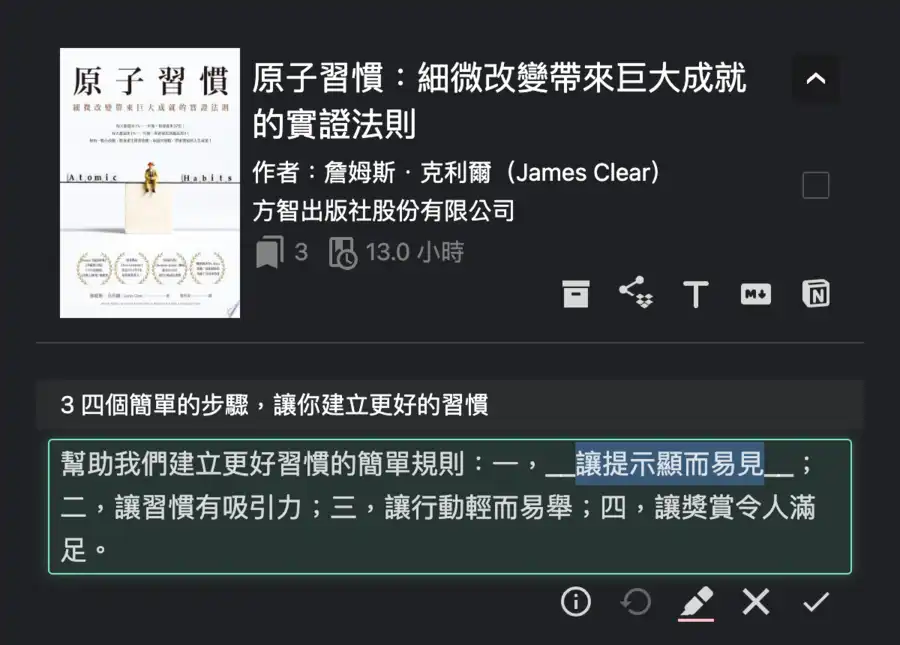 原子習慣
細微改變帶來巨大成就的實證法則
Atomic Habits
原子習慣：細微改變帶來巨大成就
的實證法則
作者：詹姆斯．克利爾（James Clear）
方智出版社股份有限公司
3 13.0 小時
T M N
3 四個簡單的步驟，讓你建立更好的習慣
幫助我們建立更好習慣的簡單規則：一，__讓提示顯而易見__；
二，讓習慣有吸引力；三，讓行動輕而易舉；四，讓獎賞令人滿
足。